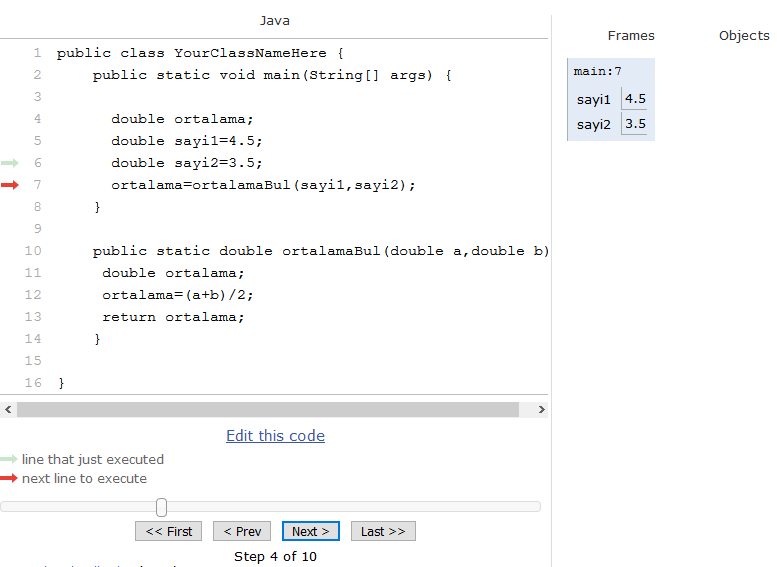 Java
1 public class YourClassNameHere {
2 public static void main(String[] args) {
3
4 double ortalama;
5 double sayi1=4.5;
6 double sayi2=3.5;
7 ortalama=ortalamaBul(sayi1,sayi2);
8 }
9
10 public static double ortalamaBul(double a,double b)
11 double ortalama;
12 ortalama=(a+b)/2;
13 return ortalama;
14 }
15
16 }
Edit this code
line that just executed
next line to execute
<< First < Prev Next > Last >>
Step 4 of 10
Frames Objects
main:7
sayi1 4.5
sayi2 3.5